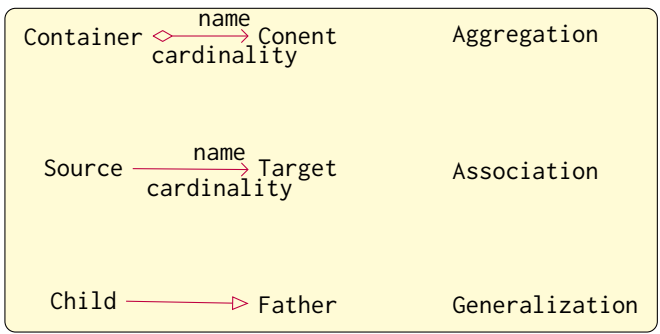 name
Container Conent Aggregation
cardinality
name
Source Target Association
cardinality
Child Father Generalization